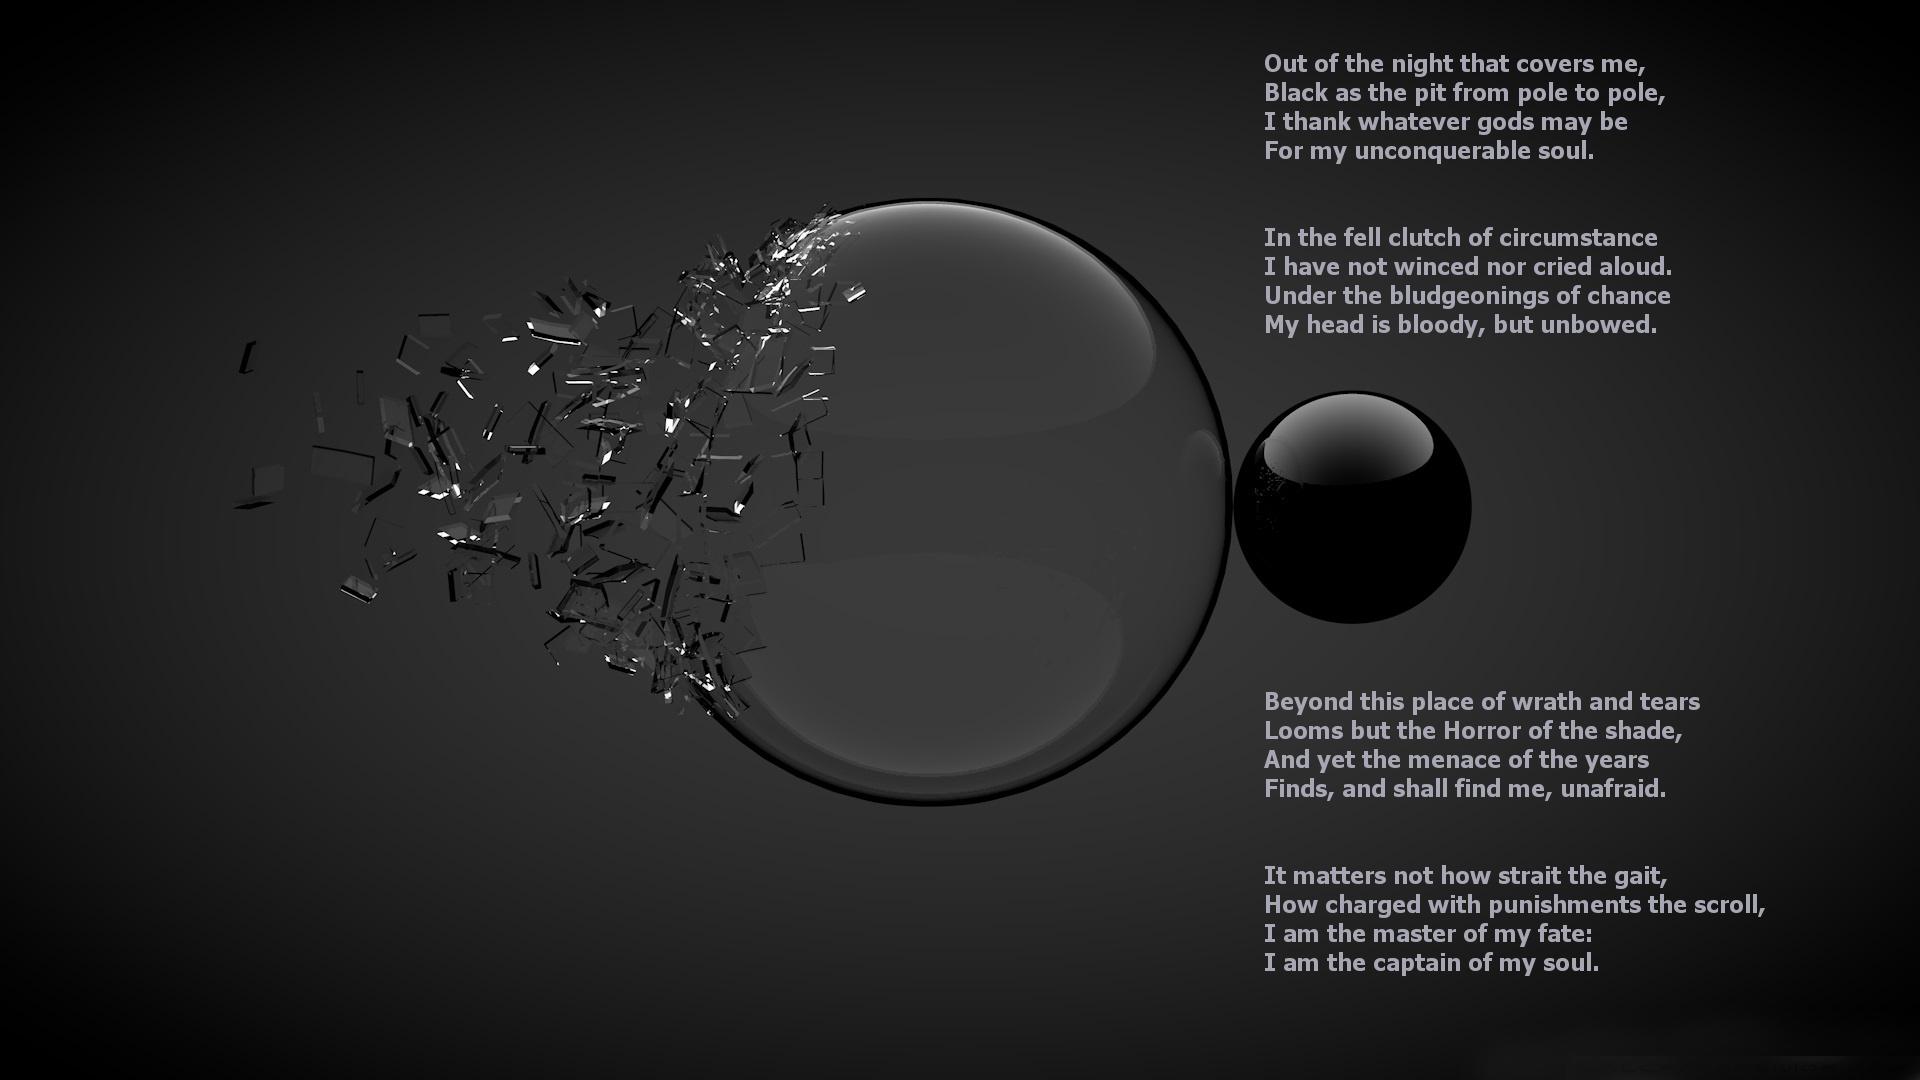 Out of the night that covers me,
Black as the pit from pole to pole,
I thank whatever gods may be
For my unconquerable soul.
In the fell clutch of circumstance
I have not winced nor cried aloud.
Under the bludgeonings of chance
My head is bloody, but unbowed.
Beyond this place of wrath and tears
Looms but the Horror of the shade,
And yet the menace of the years
Finds, and shall find me, unafraid.
It matters not how strait the gait,
How charged with punishments the scroll,
I am the master of my fate:
I am the captain of my soul.